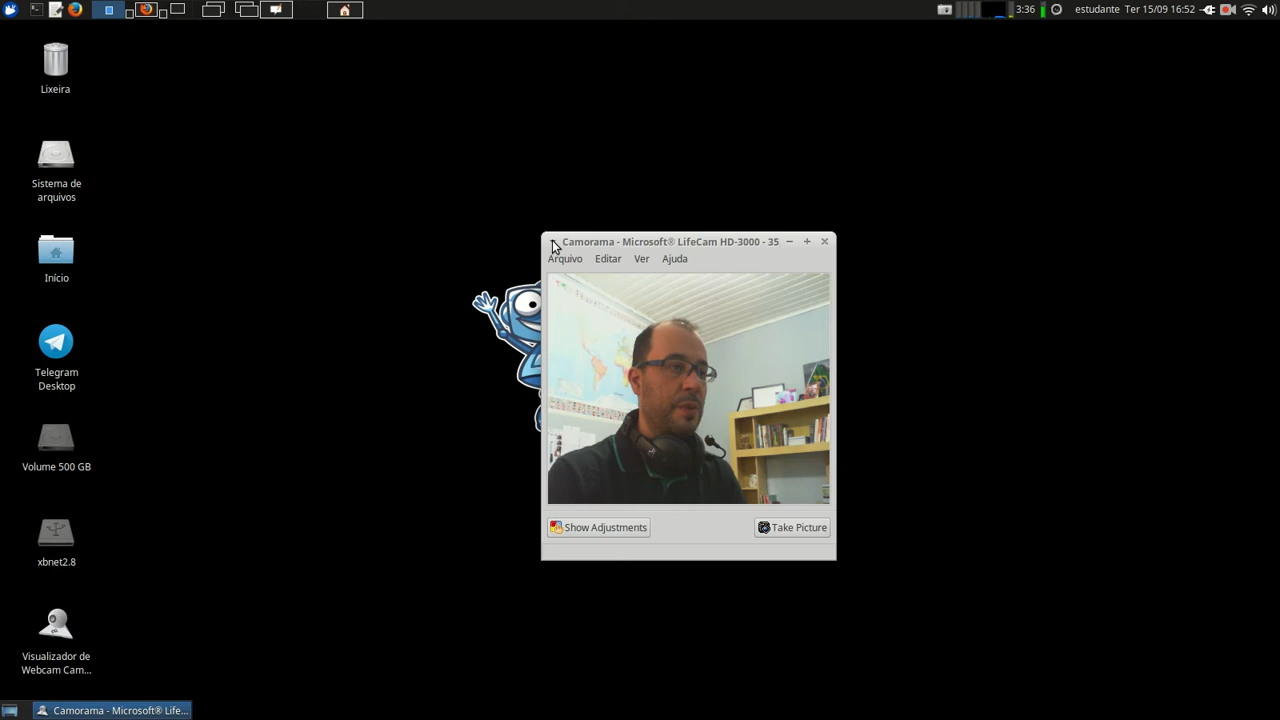 3:36
estudante
Ter 15/09 16:52
Lixeira
Sistema de
arquivos
Início
Telegram
Desktop
Volume 500 GB
xbnet2.8
Visualizador de
Webcam Cam...
Camorama - Microsoft® LifeCam HD-3000 - 35
Arquivo Editar Ver Ajuda
Show Adjustments
Take Picture
Camorama - Microsoft® Life...